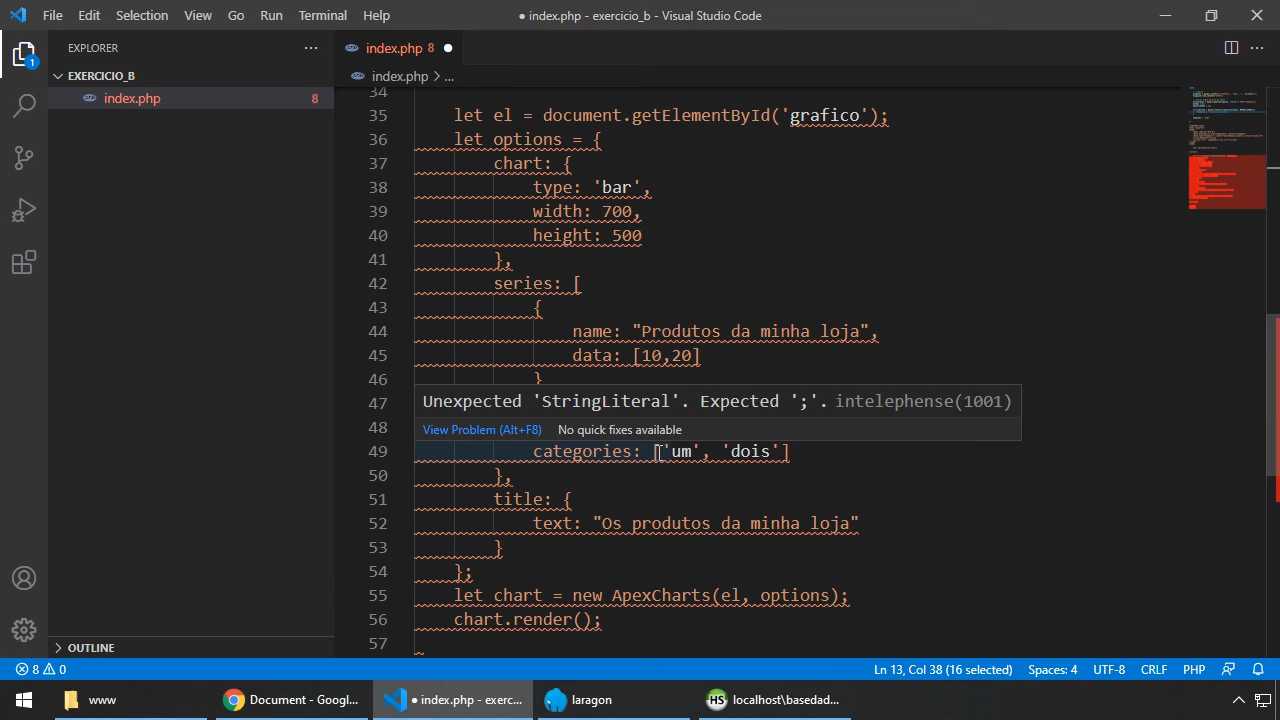 File Edit Selection View Go Run Terminal Help
● index.php - exercicio_b - Visual Studio Code
EXPLORER
index.php 8
EXERCICIO_B
index.php > ...
index.php 8
34
35 let el = document.getElementById('grafico');
36 let options = {
37 chart: {
38 type: 'bar',
39 width: 700,
40 height: 500
41 },
42 series: [
43 {
44 name: "Produtos da minha loja",
45 data: [10,20]
46 }
Unexpected 'StringLiteral'. Expected ';'. intelephense(1001)
47
View Problem (Alt+F8) No quick fixes available
48
49 categories: ['um', 'dois']
50 },
51 title: {
52 text: "Os produtos da minha loja"
53 }
54 };
55 let chart = new ApexCharts(el, options);
56 chart.render();
57
OUTLINE
8 0
Ln 13, Col 38 (16 selected) Spaces: 4 UTF-8 CRLF PHP
www
Document - Googl...
● index.php - exerc...
laragon
HS
localhost\basedad...
1